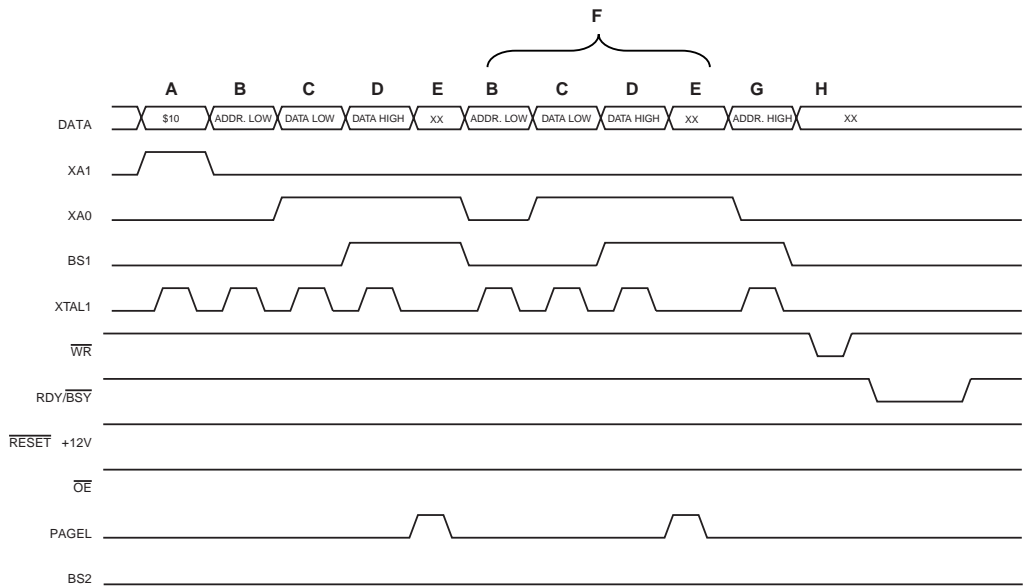 F
A B C D E B C D E G H
DATA $10 ADDR. LOW DATA LOW DATA HIGH XX ADDR. LOW DATA LOW DATA HIGH XX ADDR. HIGH XX
XA1
XA0
BS1
XTAL1
WR
RDY/BSY
RESET +12V
OE
PAGEL
BS2